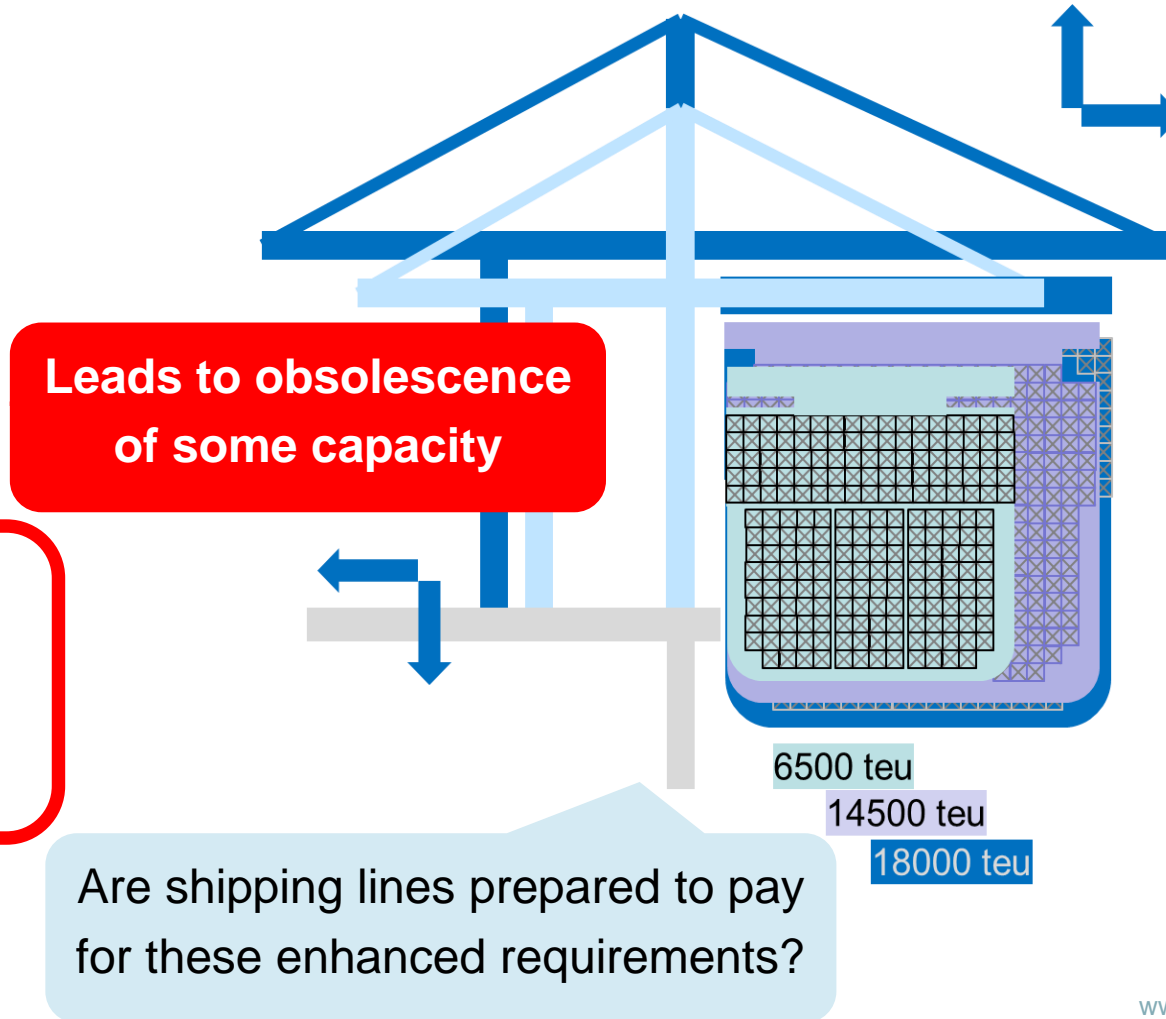 Leads to obsolescence
of some capacity
6500 teu
14500 teu
18000 teu
Are shipping lines prepared to pay
for these enhanced requirements?